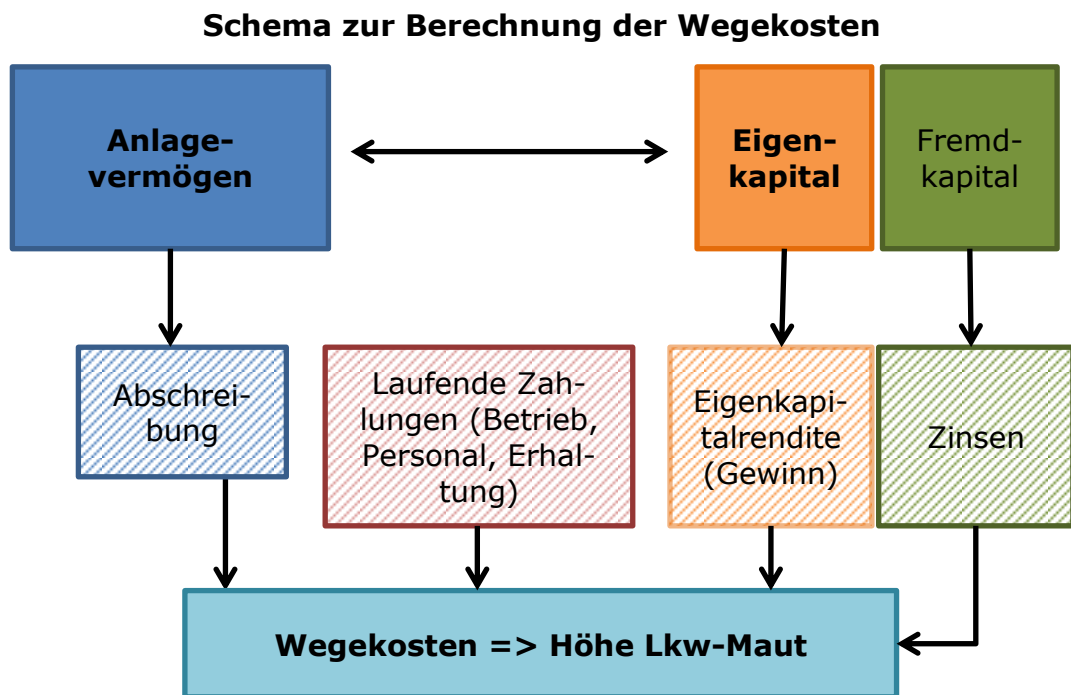 Schema zur Berechnung der Wegekosten
Anlage-
vermögen
Eigen-
kapital
Fremd-
kapital
Abschrei-
bung
Laufende Zah-
lungen (Betrieb,
Personal, Erhal-
tung)
Eigenkapi-
talrendite
(Gewinn)
Zinsen
Wegekosten => Höhe Lkw-Maut